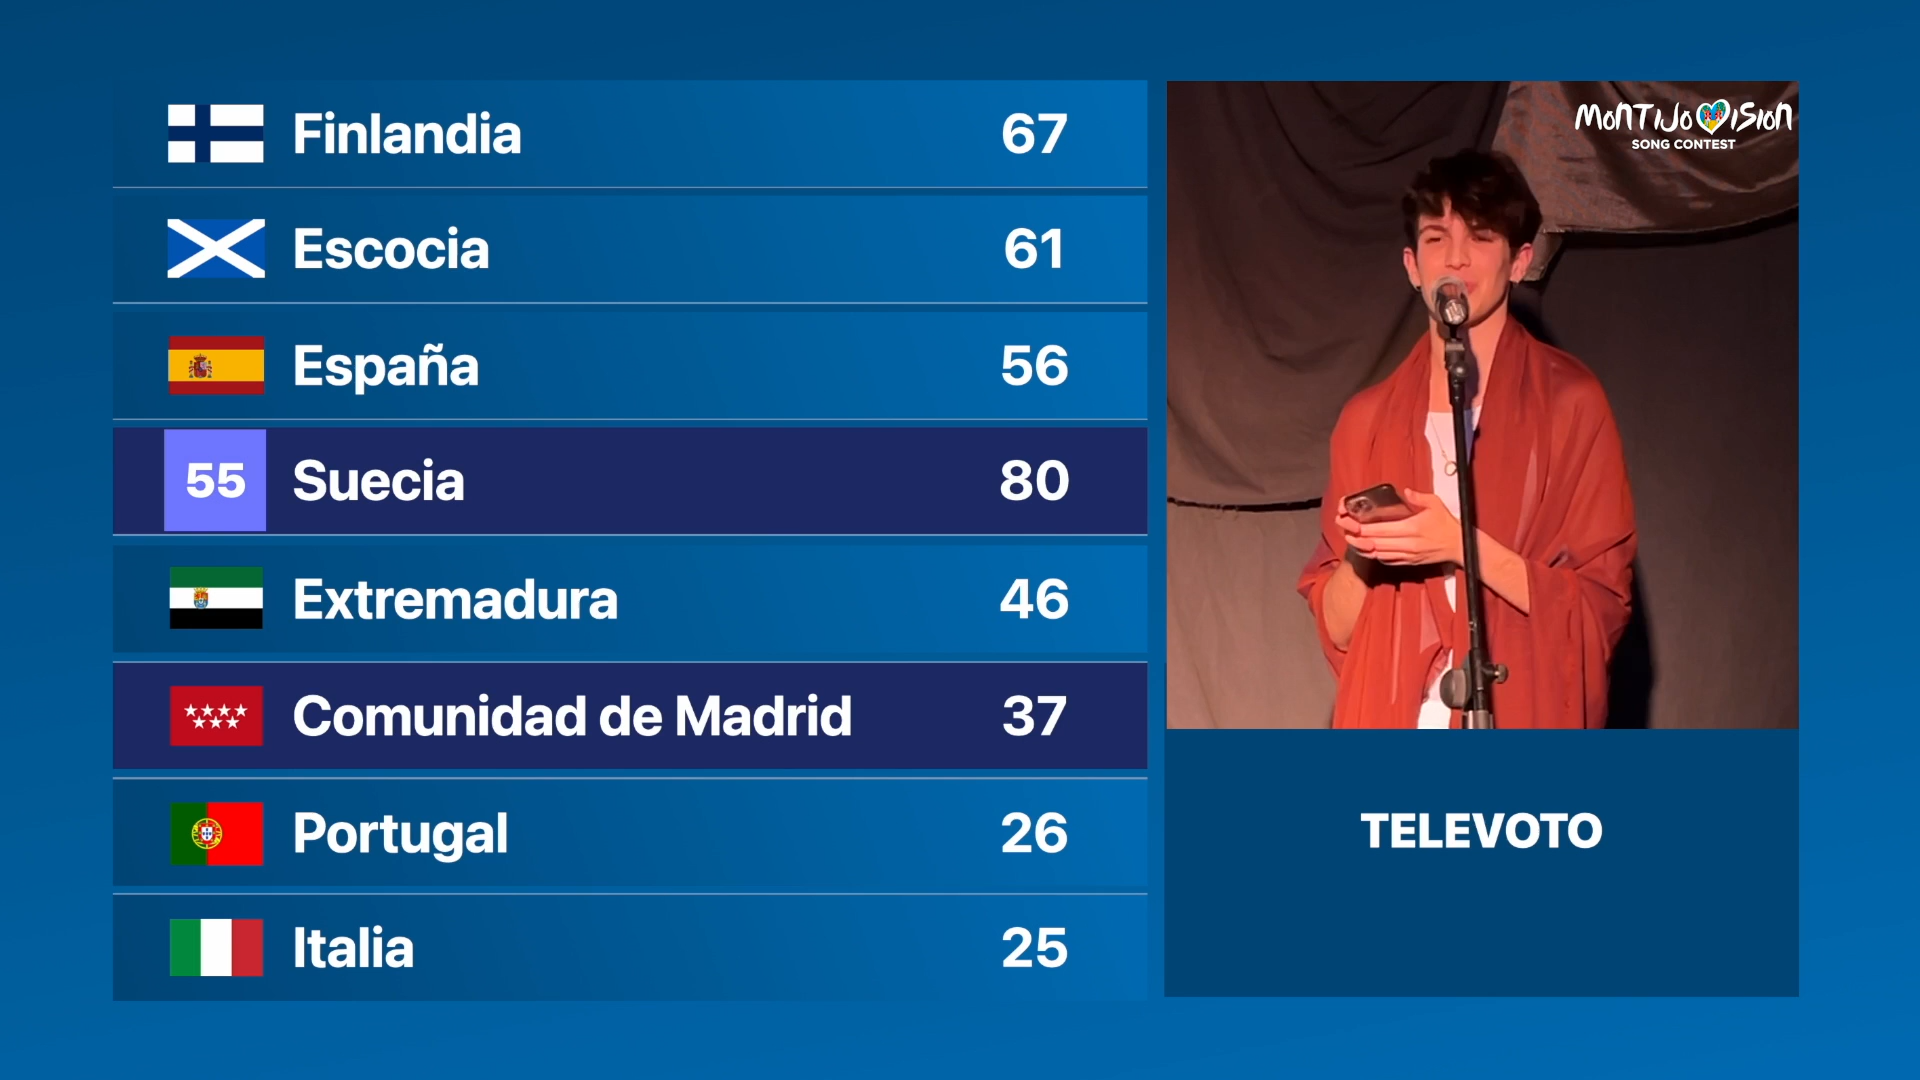 Finlandia 67
Escocia 61
España 56
55 Suecia 80
Extremadura 46
Comunidad de Madrid 37
Portugal 26
Italia 25
MONTIJOVISION
SONG CONTEST
TELEVOTO